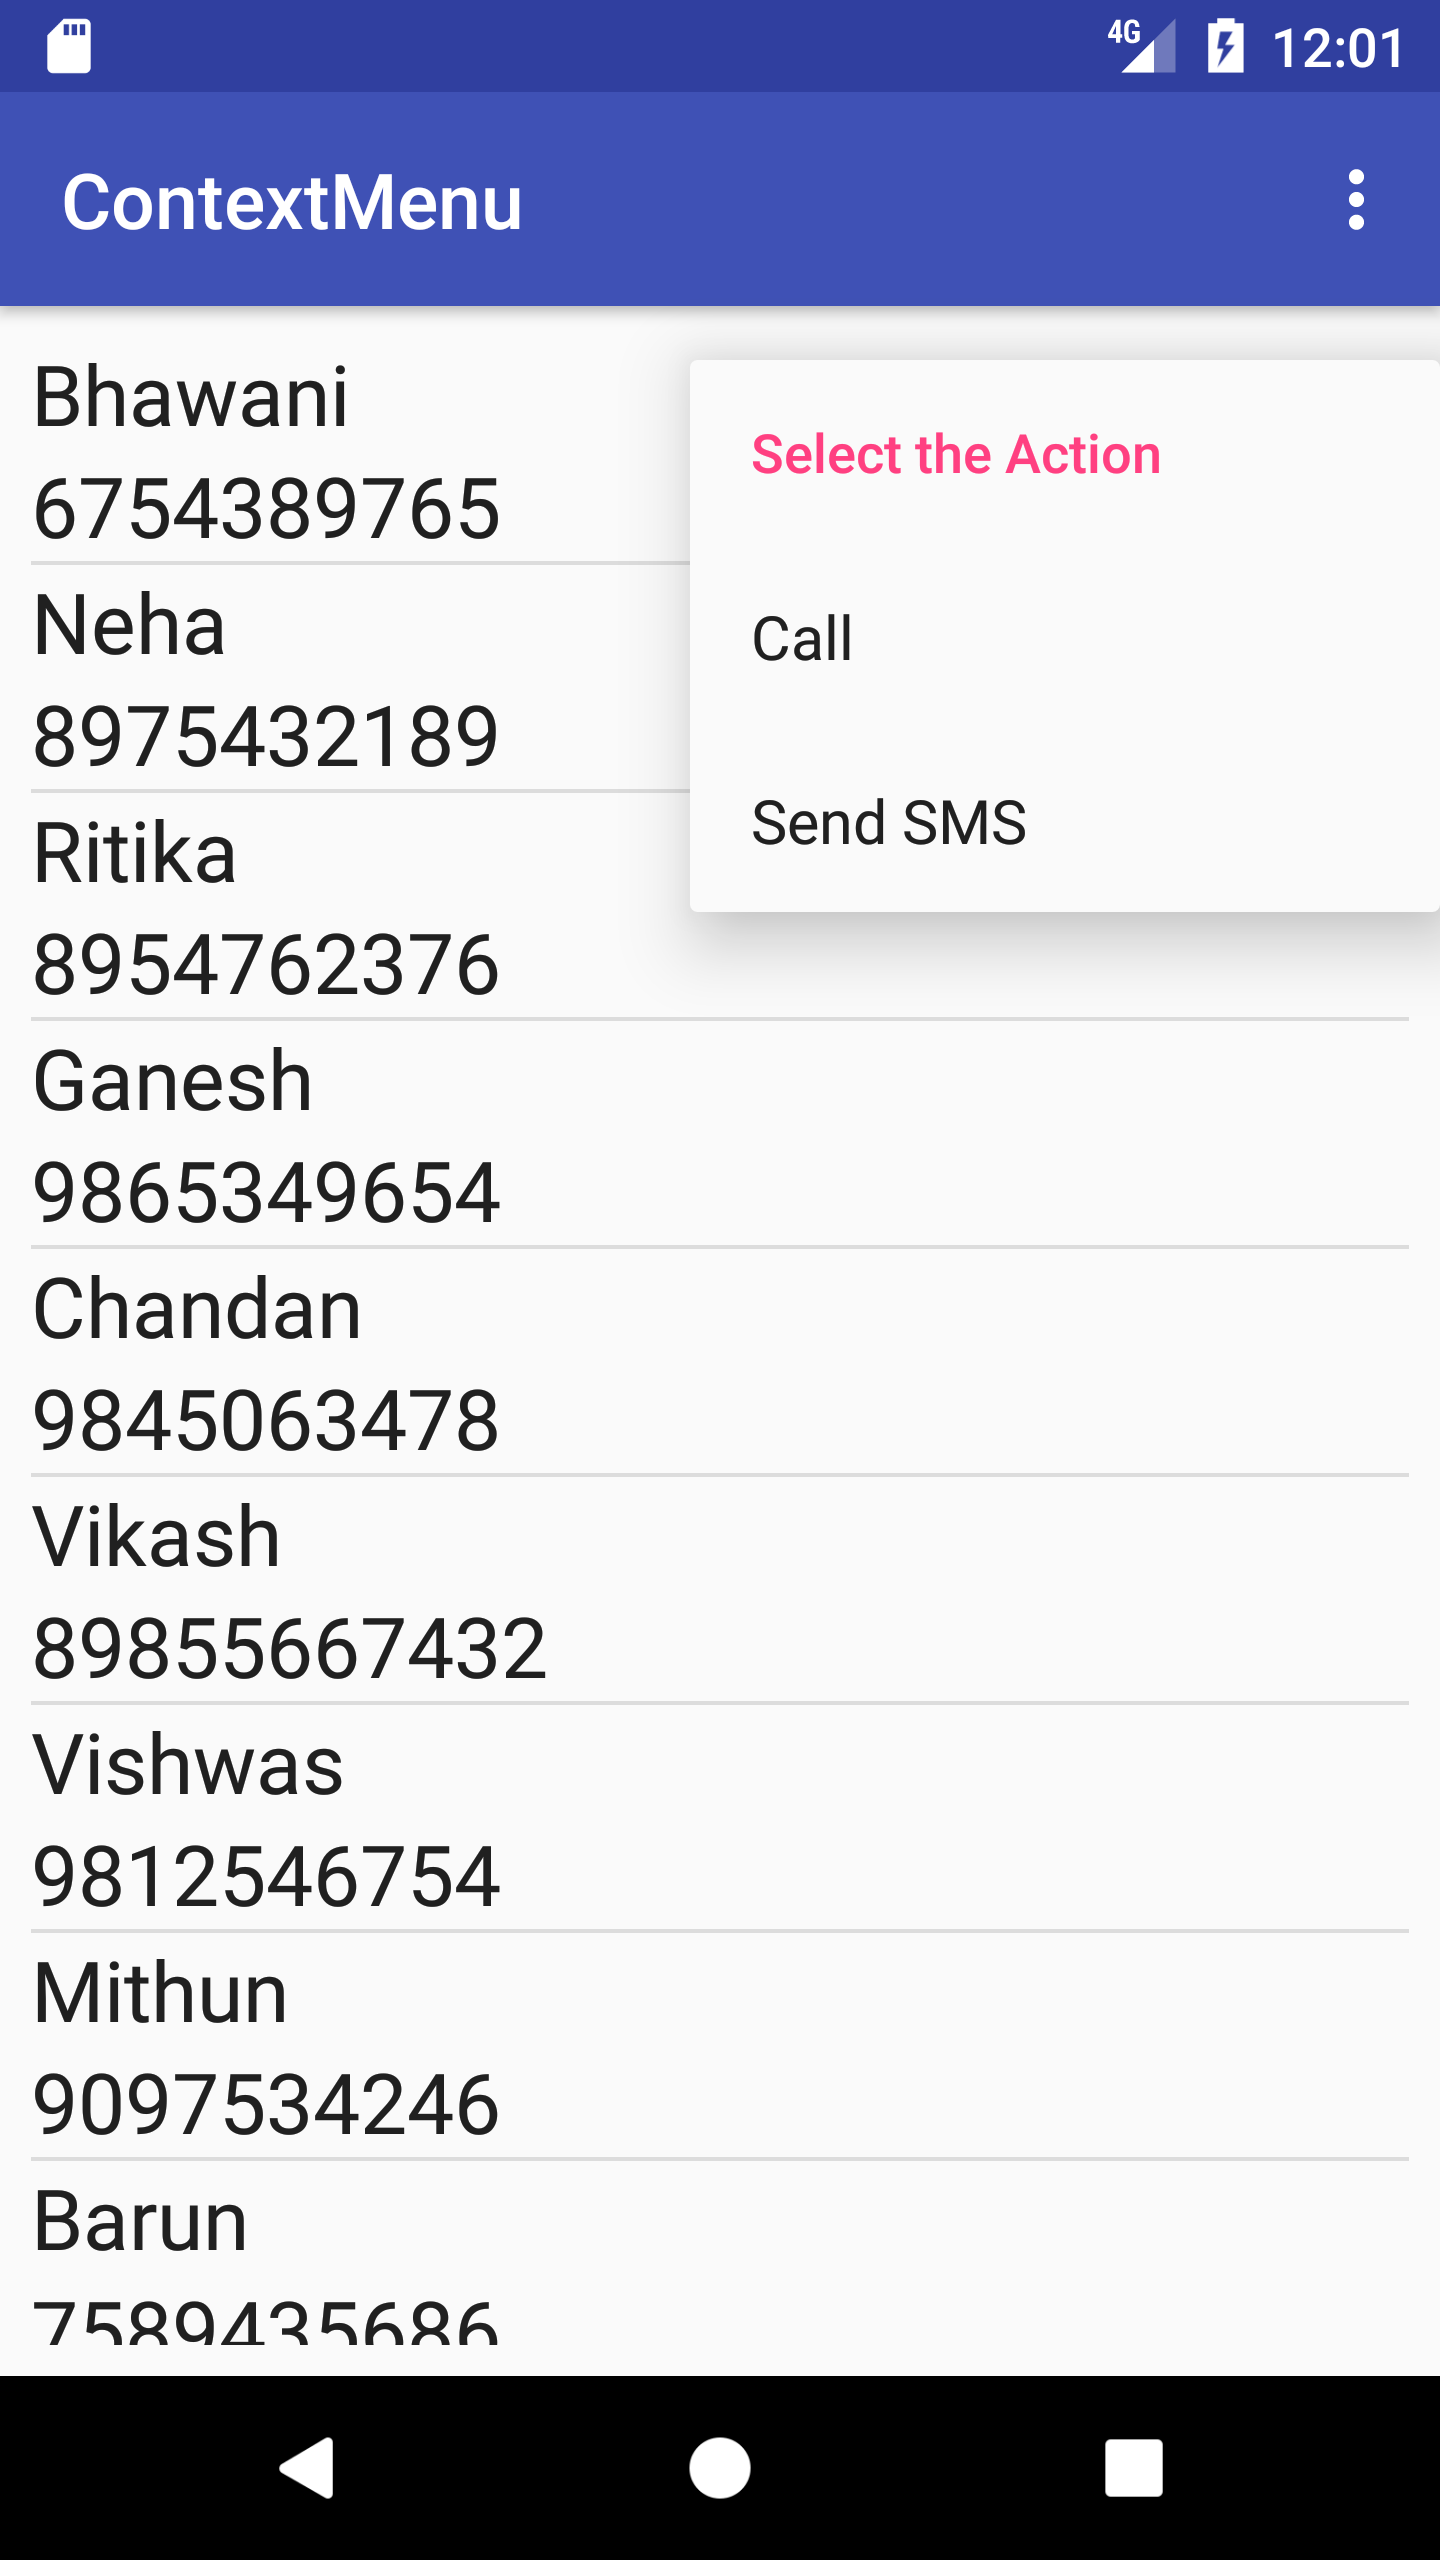 4G 12:01
ContextMenu
Bhawani
6754389765
Select the Action
Call
Send SMS
Neha
8975432189
Ritika
8954762376
Ganesh
9865349654
Chandan
9845063478
Vikash
89855667432
Vishwas
9812546754
Mithun
9097534246
Barun
7589435686